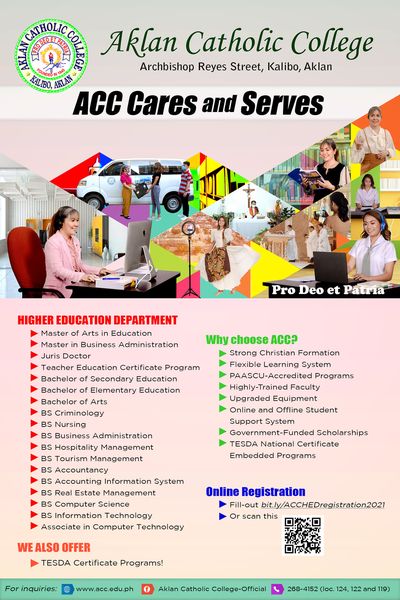 AKLAN CATHOLIC COLLEGE
KALIBO, AKLAN
Aklan Catholic College
Archbishop Reyes Street, Kalibo, Aklan
ACC Cares and Serves
Pro Deo et Patria
HIGHER EDUCATION DEPARTMENT
Master of Arts in Education
Master in Business Administration
Juris Doctor
Teacher Education Certificate Program
Bachelor of Secondary Education
Bachelor of Elementary Education
Bachelor of Arts
BS Criminology
BS Nursing
BS Business Administration
BS Hospitality Management
BS Tourism Management
BS Accountancy
BS Accounting Information System
BS Real Estate Management
BS Computer Science
BS Information Technology
Associate in Computer Technology
WE ALSO OFFER
TESDA Certificate Programs!
Why choose ACC?
Strong Christian Formation
Flexible Learning System
PAASCU-Accredited Programs
Highly-Trained Faculty
Upgraded Equipment
Online and Offline Student
Support System
Government-Funded Scholarships
TESDA National Certificate
Embedded Programs
Online Registration
Fill-out bit.ly/ACCHEDregistration2021
Or scan this
For inquiries: www.acc.edu.ph Aklan Catholic College-Official 268-4152 (loc. 124, 122 and 119)